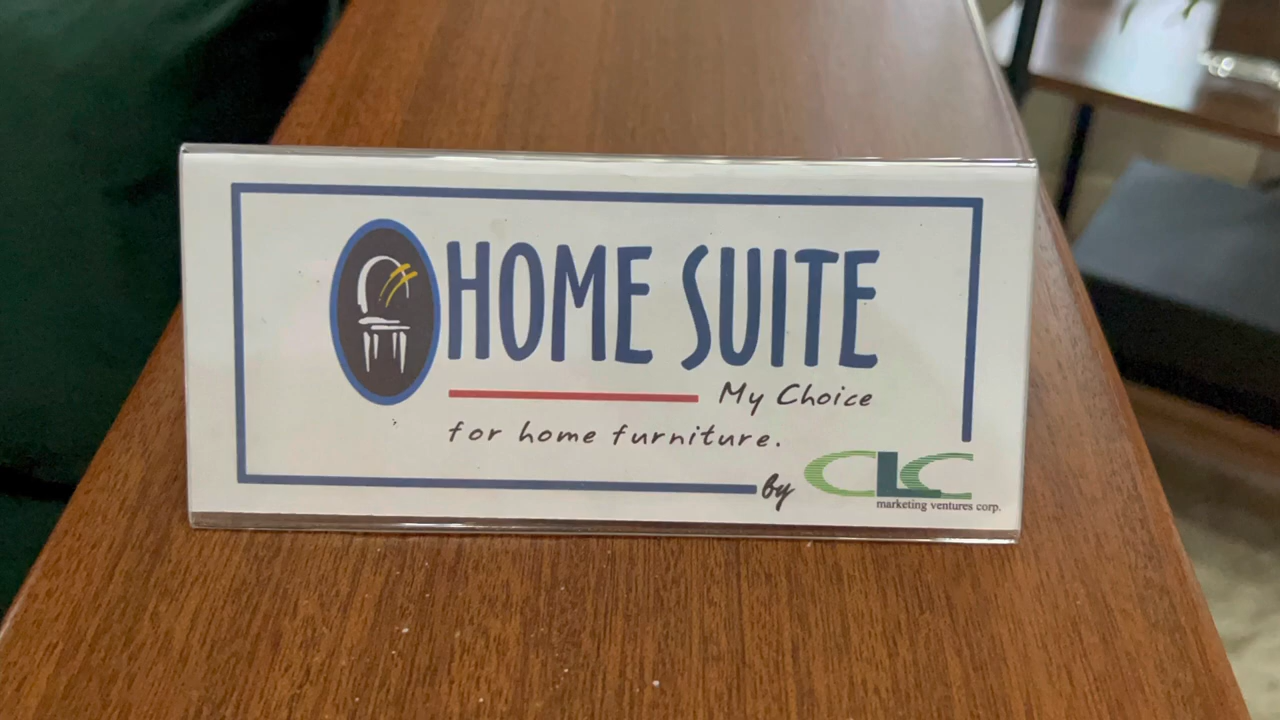 HOME SUITE
My Choice
for home furniture.
by CLC
marketing ventures corp.